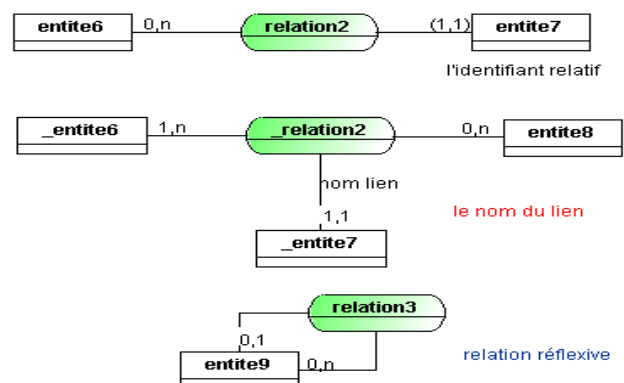 entite6 0,n relation2 (1,1) entite7
l'identifiant relatif
_entite6 1,n _relation2 0,n entite8
nom lien
le nom du lien
1,1
_entite7
relation3
0,1
relation réflexive
entite9 0,n